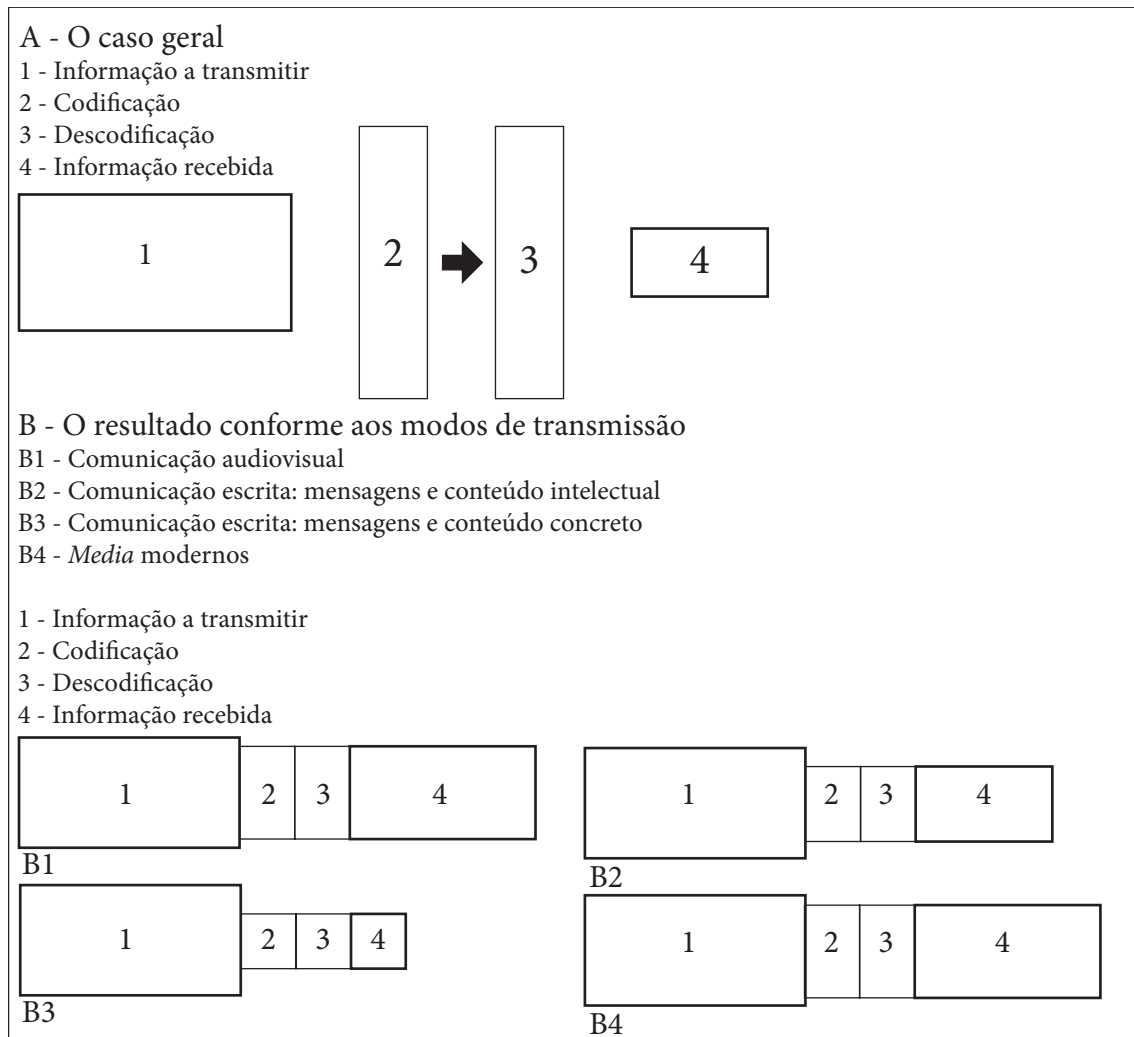 A - O caso geral
1 - Informação a transmitir
2 - Codificação
3 - Descodificação
4 - Informação recebida
1
2
3
4
B - O resultado conforme aos modos de transmissão
B1 - Comunicação audiovisual
B2 - Comunicação escrita: mensagens e conteúdo intelectual
B3 - Comunicação escrita: mensagens e conteúdo concreto
B4 - Media modernos
1 - Informação a transmitir
2 - Codificação
3 - Descodificação
4 - Informação recebida
1 2 3 4
B1
1 2 3 4
B2
1 2 3 4
B3
1 2 3 4
B4